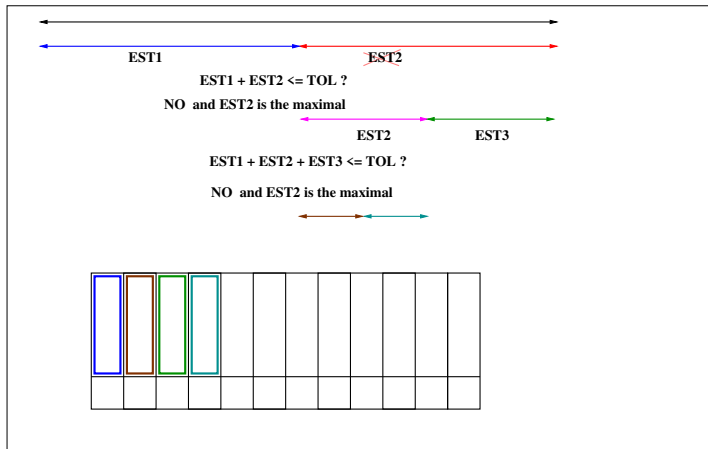 EST1 EST2
EST1 + EST2 <= TOL ?
NO and EST2 is the maximal
EST2 EST3
EST1 + EST2 + EST3 <= TOL ?
NO and EST2 is the maximal